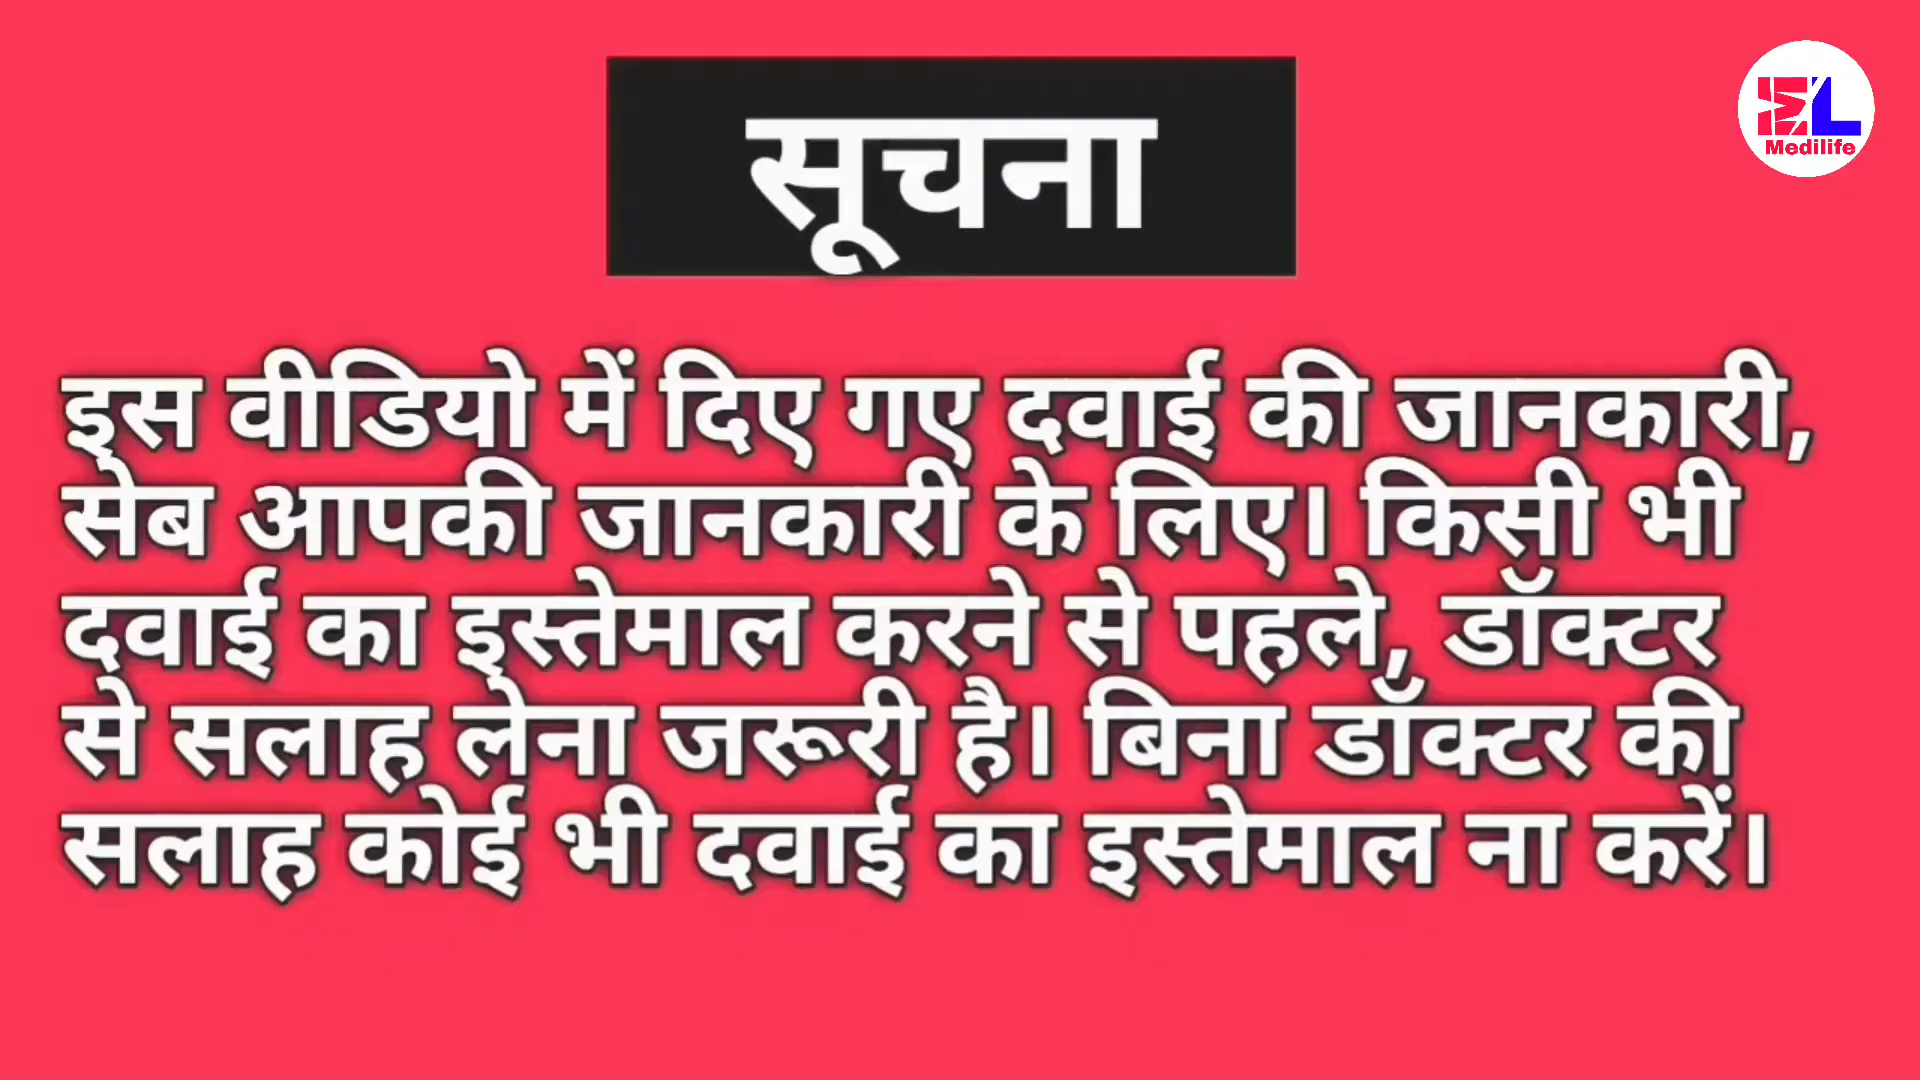 सूचना
EL
Medilife
इस वीडियो में दिए गए दवाई की जानकारी,
सेब आपकी जानकारी के लिए। किसी भी
दवाई का इस्तेमाल करने से पहले, डॉक्टर
से सलाह लेना जरूरी है। बिना डॉक्टर की
सलाह कोई भी दवाई का इस्तेमाल ना करें।